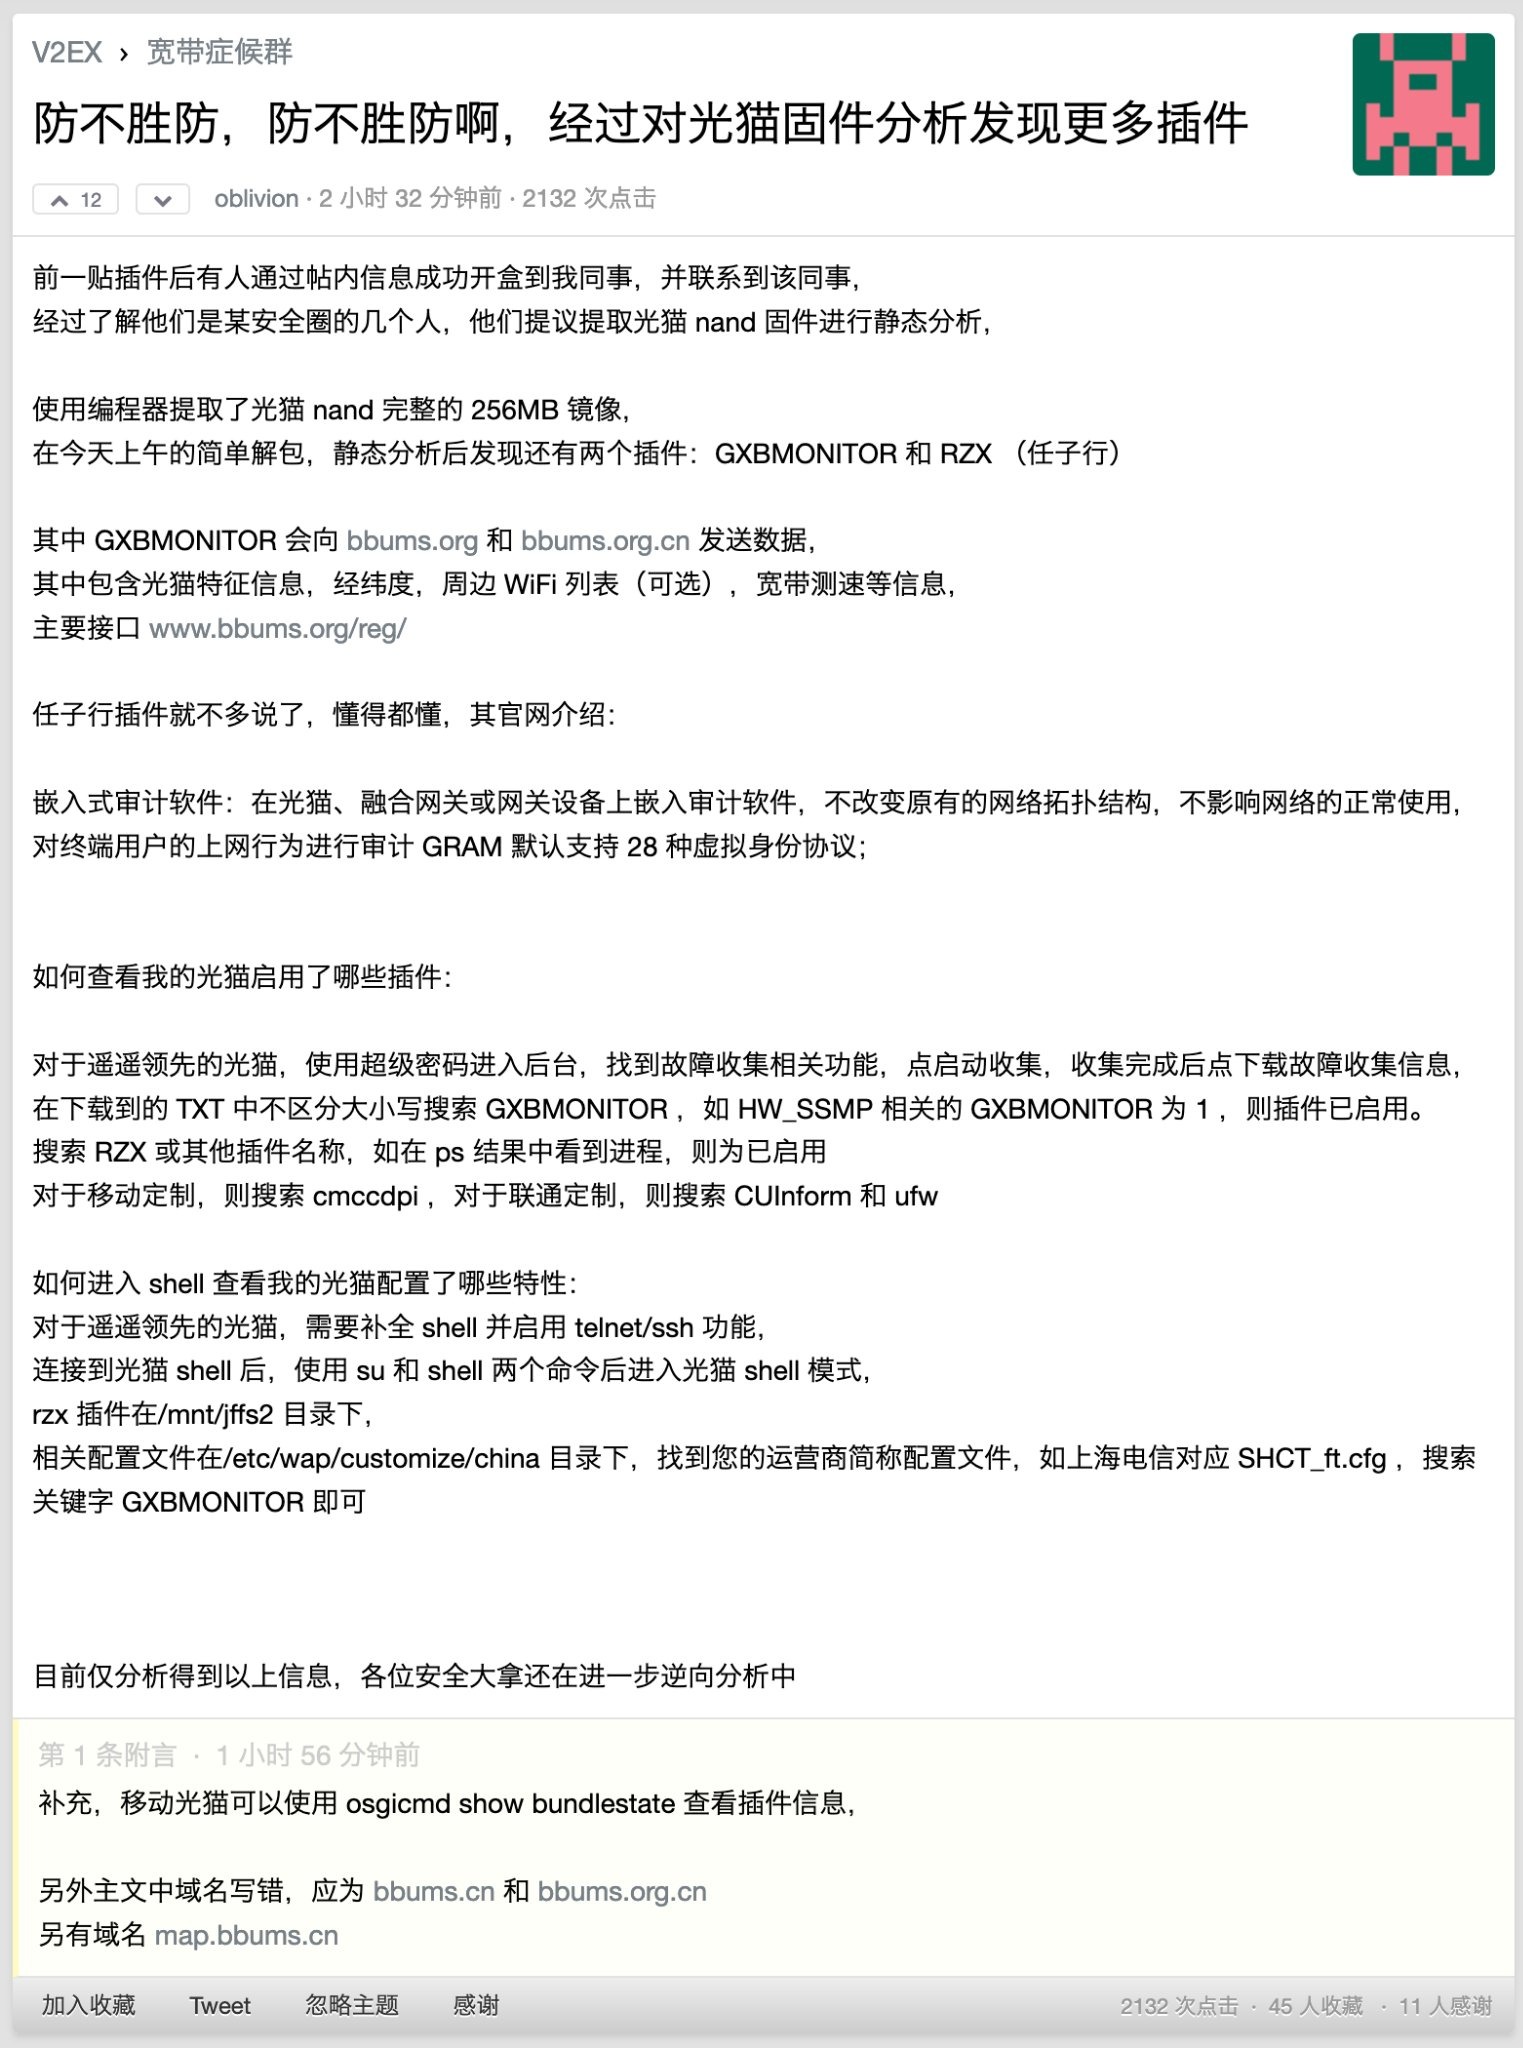 V2EX › 宽带症候群
防不胜防，防不胜防啊，经过对光猫固件分析发现更多插件
12 oblivion · 2 小时 32 分钟前 · 2132 次点击
前一贴插件后有人通过帖内信息成功开盒到我同事，并联系到该同事，
经过了解他们是某安全圈的几个人，他们提议提取光猫 nand 固件进行静态分析，
使用编程器提取了光猫 nand 完整的 256MB 镜像，
在今天上午的简单解包，静态分析后发现还有两个插件：GXBMONITOR 和 RZX （任子行）
其中 GXBMONITOR 会向 bbums.org 和 bbums.org.cn 发送数据，
其中包含光猫特征信息，经纬度，周边 WiFi 列表（可选），宽带测速等信息，
主要接口 www.bbums.org/reg/
任子行插件就不多说了，懂得都懂，其官网介绍：
嵌入式审计软件：在光猫、融合网关或网关设备上嵌入审计软件，不改变原有的网络拓扑结构，不影响网络的正常使用，
对终端用户的上网行为进行审计 GRAM 默认支持 28 种虚拟身份协议；
如何查看我的光猫启用了哪些插件：
对于遥遥领先的光猫，使用超级密码进入后台，找到故障收集相关功能，点启动收集，收集完成后点下载故障收集信息，
在下载到的 TXT 中不区分大小写搜索 GXBMONITOR ，如 HW_SSMP 相关的 GXBMONITOR 为 1 ，则插件已启用。
搜索 RZX 或其他插件名称，如在 ps 结果中看到进程，则为已启用
对于移动定制，则搜索 cmccdpi ，对于联通定制，则搜索 CUInform 和 ufw
如何进入 shell 查看我的光猫配置了哪些特性：
对于遥遥领先的光猫，需要补全 shell 并启用 telnet/ssh 功能，
连接到光猫 shell 后，使用 su 和 shell 两个命令后进入光猫 shell 模式，
rzx 插件在/mnt/jffs2 目录下，
相关配置文件在/etc/wap/customize/china 目录下，找到您的运营商简称配置文件，如上海电信对应 SHCT_ft.cfg ，搜索
关键字 GXBMONITOR 即可
目前仅分析得到以上信息，各位安全大拿还在进一步逆向分析中
第 1 条附言 · 1 小时 56 分钟前
补充，移动光猫可以使用 osgicmd show bundlestate 查看插件信息，
另外主文中域名写错，应为 bbums.cn 和 bbums.org.cn
另有域名 map.bbums.cn
加入收藏 Tweet 忽略主题 感谢 2132 次点击 · 45 人收藏 · 11 人感谢